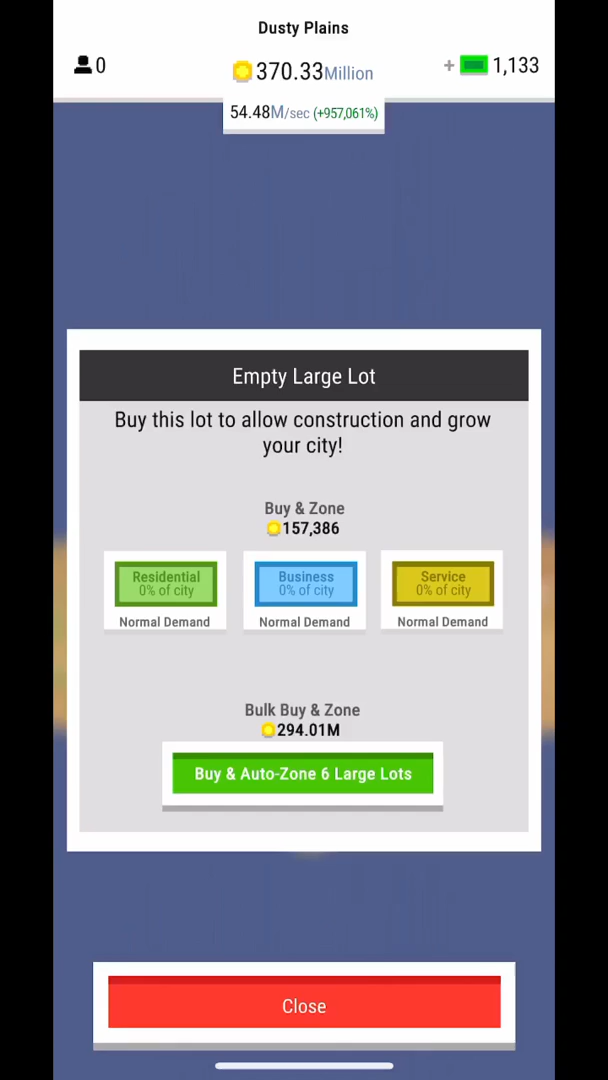 Dusty Plains
0
370.33Million
+ 1,133
54.48M/sec (+957,061%)
Empty Large Lot
Buy this lot to allow construction and grow
your city!
Buy & Zone
157,386
Residential
0% of city
Normal Demand
Business
0% of city
Normal Demand
Service
0% of city
Normal Demand
Bulk Buy & Zone
294.01M
Buy & Auto-Zone 6 Large Lots
Close